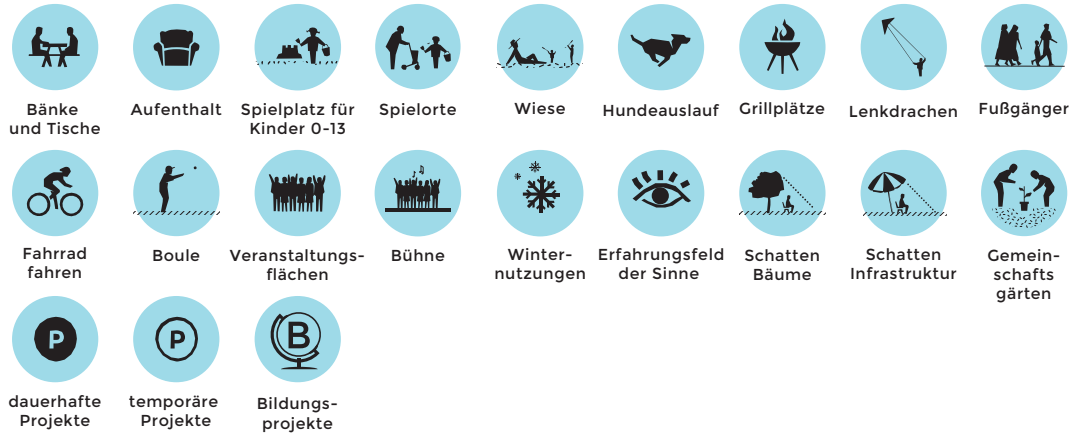 Bänke
und Tische
Aufenthalt
Spielplatz für
Kinder 0-13
Spielorte
Wiese
Hundeauslauf
Grillplätze
Lenkdrachen
Fußgänger
Fahrrad
fahren
Boule
Veranstaltungs-
flächen
Bühne
Winter-
nutzungen
Erfahrungsfeld
der Sinne
Schatten
Bäume
Schatten
Infrastruktur
Gemein-
schafts
gärten
P
dauerhafte
Projekte
P
temporäre
Projekte
B
Bildungs-
projekte